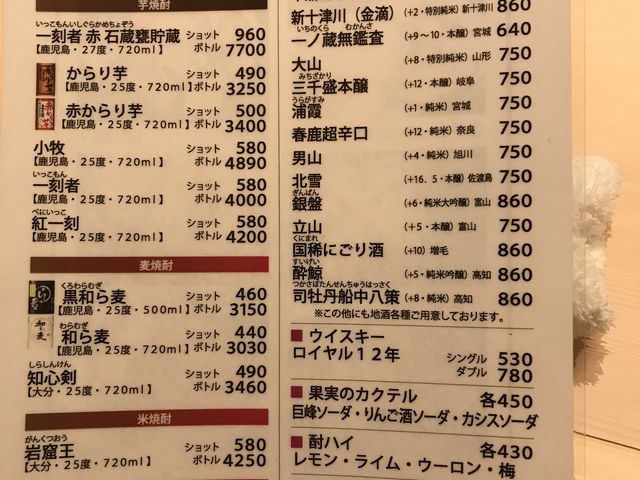 芋焼酎
いっこもんいしぐらかめちょぞう
一刻者 赤 石蔵甕貯蔵 ショット 960
【鹿児島・27度・720ml】 ボトル 7700
からり芋 ショット 490
【鹿児島・25度・720ml】 ボトル 3250
赤からり芋 ショット 500
【鹿児島・25度・720ml】 ボトル 3400
小牧 ショット 580
【鹿児島・25度・720ml】 ボトル 4890
いっこもん
一刻者 ショット 580
【鹿児島・25度・720ml】 ボトル 4000
べにいっこ
紅一刻 ショット 580
【鹿児島・25度・720ml】 ボトル 4200
麦焼酎
くろわらむぎ
黒和ら麦 ショット 460
【鹿児島・25度・500ml】 ボトル 3150
わらむぎ
和ら麦 ショット 440
【鹿児島・25度・720ml】 ボトル 3030
しらしんけん
知心剣 ショット 490
【大分・25度・720ml】 ボトル 3460
米焼酎
がんくつおう
岩窟王 ショット 580
【大分・25度・720ml】 ボトル 4250
新十津川（金滴） （+2・特別純米）新十津川 860
いちのくら むかんさ
一ノ蔵無鑑査 （+9～10・本醸）宮城 640
大山 （+8・特別純米）山形 750
みちざかり
三千盛本醸 （+12・本醸）岐阜 750
うらがすみ
浦霞 （+1・純米）宮城 750
春鹿超辛口 （+12・純米）奈良 750
男山 （+4・純米）旭川 750
北雪 （+16.5・本醸）佐渡島 750
ぎんばん
銀盤 （+6・純米大吟醸）富山 860
立山 （+5・本醸）富山 750
くにまれ
国稀にごり酒 （+10）増毛 860
すいげい
酔鯨 （+5・純米吟醸）高知 860
つかさぼたんせんちゅうはっさく
司牡丹船中八策 （+8・純米）高知 860
※この他にも地酒各種ご用意しております。
■ ウイスキー
ロイヤル12年 シングル 530
ダブル 780
■ 果実のカクテル 各450
巨峰ソーダ・りんご酒ソーダ・カシスソーダ
■ 酎ハイ 各430
レモン・ライム・ウーロン・梅